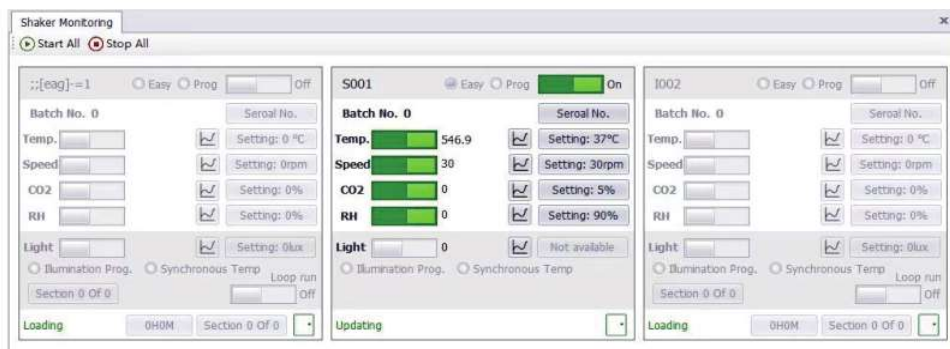 Shaker Monitoring
Start All Stop All
;;[eag]-=1 Easy Prog Off
Batch No. 0 Seroal No.
Temp. Setting: 0 ℃
Speed Setting: 0rpm
CO2 Setting: 0%
RH Setting: 0%
Light Setting: 0lux
Illumination Prog. Synchronous Temp
Loop run
Section 0 Of 0 Off
Loading 0H0M Section 0 Of 0
S001 Easy Prog On
Batch No. 0 Seroal No.
Temp. 546.9 Setting: 37℃
Speed 30 Setting: 30rpm
CO2 0 Setting: 5%
RH 0 Setting: 90%
Light 0 Not available
Illumination Prog. Synchronous Temp
Updating
I002 Easy Prog Off
Batch No. 0 Seroal No.
Temp. Setting: 0 ℃
Speed Setting: 0rpm
CO2 Setting: 0%
RH Setting: 0%
Light Setting: 0lux
Illumination Prog. Synchronous Temp
Loop run
Section 0 Of 0 Off
Loading 0H0M Section 0 Of 0